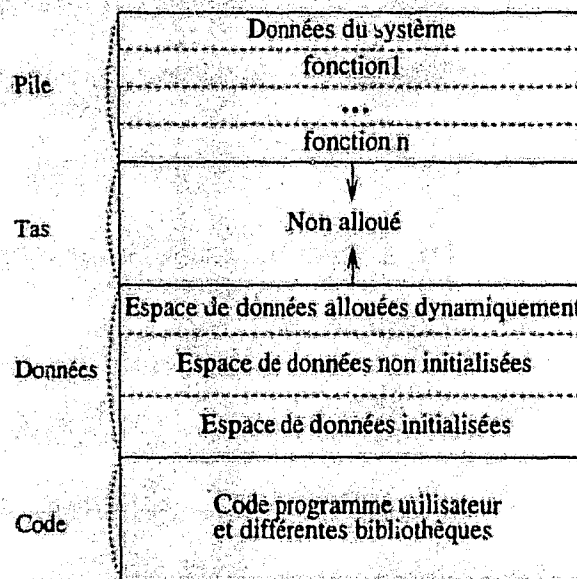 Données du système
Pile
fonction1
...
fonction n
Tas
Non alloué
Espace de données allouées dynamiquement
Données
Espace de données non initialisées
Espace de données initialisées
Code
Code programme utilisateur
et différentes bibliothèques